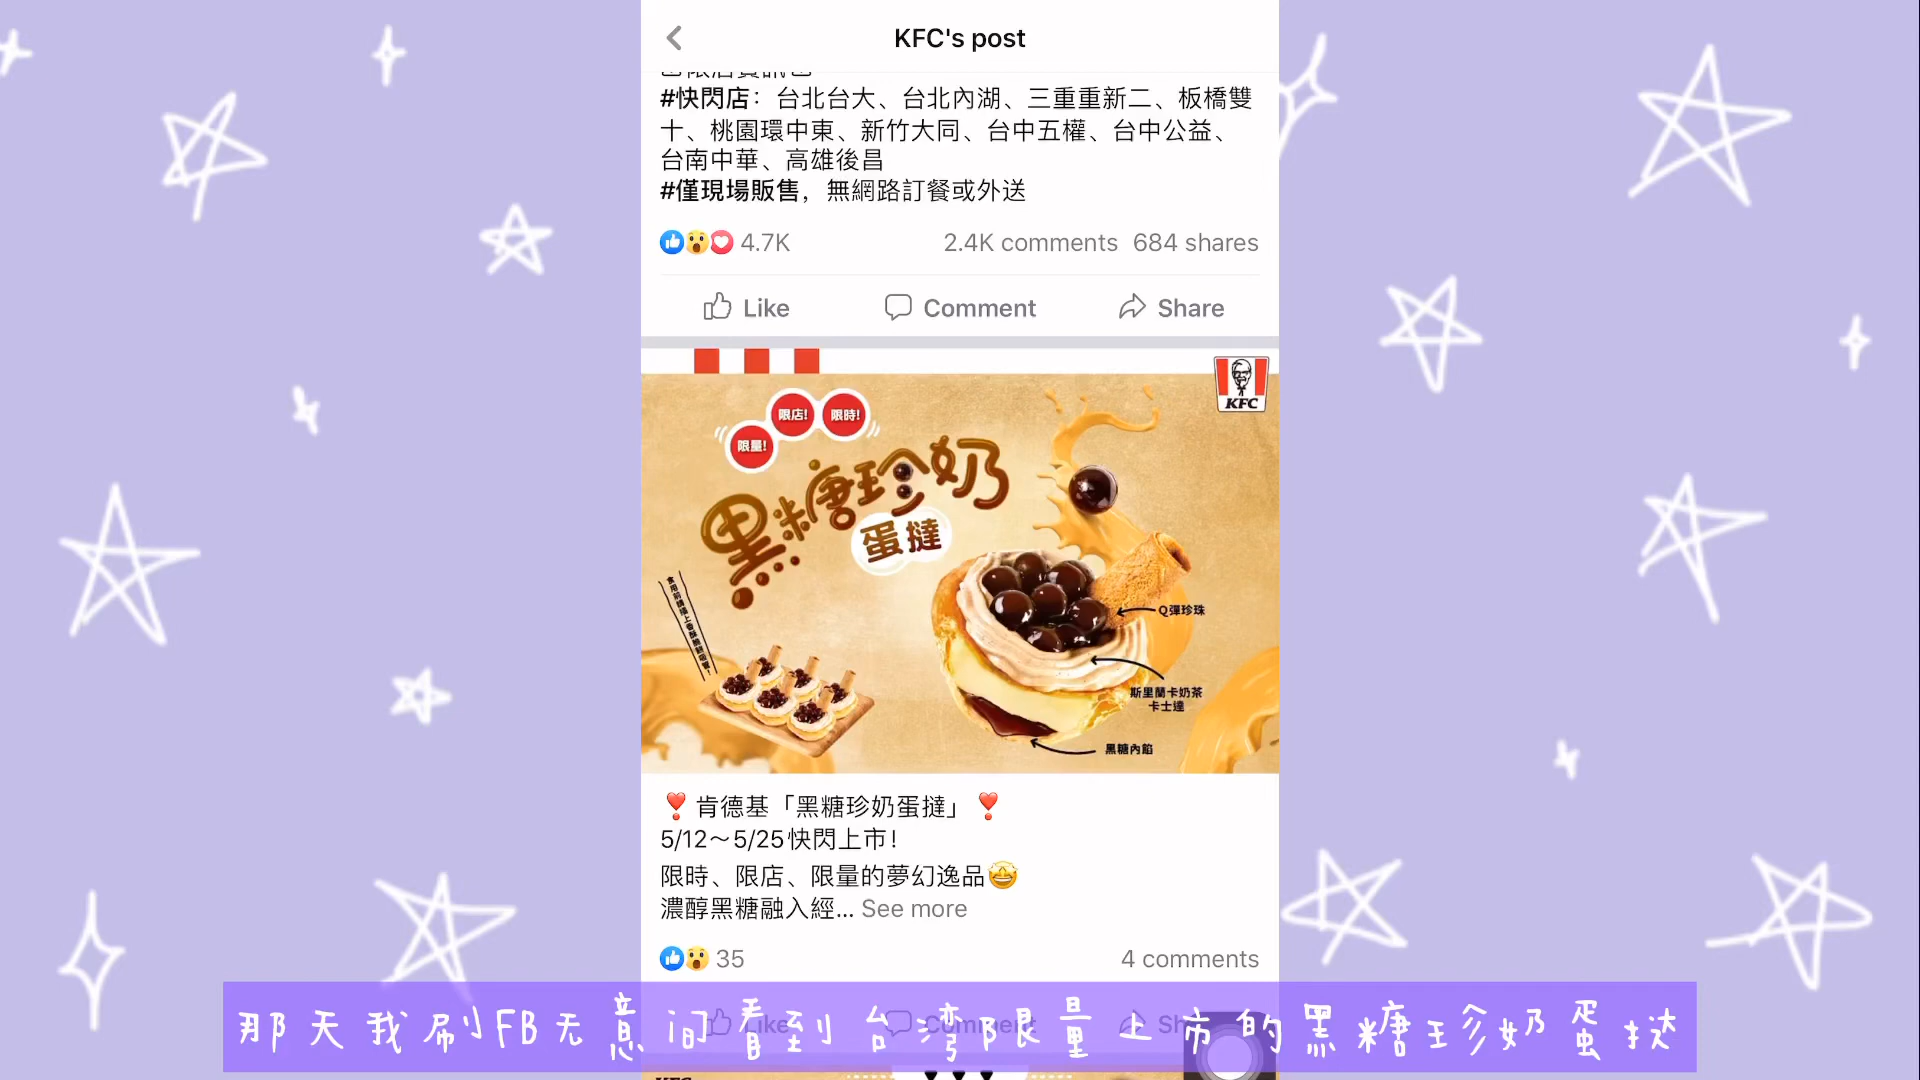 KFC's post
#快閃店：台北台大、台北內湖、三重重新二、板橋雙
十、桃園環中東、新竹大同、台中五權、台中公益、
台南中華、高雄後昌
#僅現場販售，無網路訂餐或外送
4.7K 2.4K comments 684 shares
Like Comment Share
KFC
限量! 限店! 限時!
黑糖珍奶
蛋撻
Q彈珍珠
斯里蘭卡奶茶
卡士達
黑糖內餡
肯德基「黑糖珍奶蛋撻」
5/12～5/25快閃上市！
限時、限店、限量的夢幻逸品
濃醇黑糖融入經... See more
35 4 comments
那天我刷FB无意间看到台湾限量上市的黑糖珍奶蛋挞